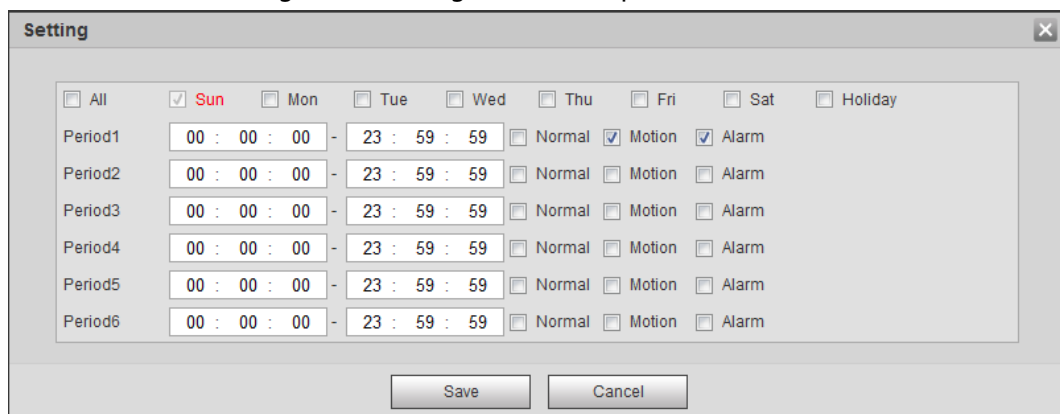 Setting
All Sun Mon Tue Wed Thu Fri Sat Holiday
Period1 00 : 00 : 00 - 23 : 59 : 59 Normal Motion Alarm
Period2 00 : 00 : 00 - 23 : 59 : 59 Normal Motion Alarm
Period3 00 : 00 : 00 - 23 : 59 : 59 Normal Motion Alarm
Period4 00 : 00 : 00 - 23 : 59 : 59 Normal Motion Alarm
Period5 00 : 00 : 00 - 23 : 59 : 59 Normal Motion Alarm
Period6 00 : 00 : 00 - 23 : 59 : 59 Normal Motion Alarm
Save Cancel